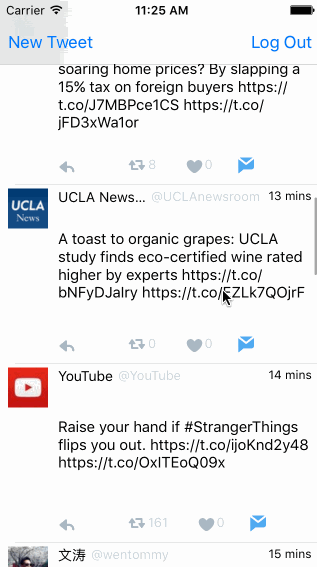 Carrier 11:25 AM
New Tweet Log Out
soaring home prices? By slapping a
15% tax on foreign buyers https://
t.co/J7MBPce1CS https://t.co/
jFD3xWa1or
8 0
UCLA
News
UCLA News... @UCLAnewsroom 13 mins
A toast to organic grapes: UCLA
study finds eco-certified wine rated
higher by experts https://t.co/
bNFyDJalry https://t.co/EZLk7QOjrF
0 0
YouTube @YouTube 14 mins
Raise your hand if #StrangerThings
flips you out. https://t.co/ijoKnd2y48
https://t.co/OxlTEoQ09x
161 0
文涛 @wentommy 15 mins